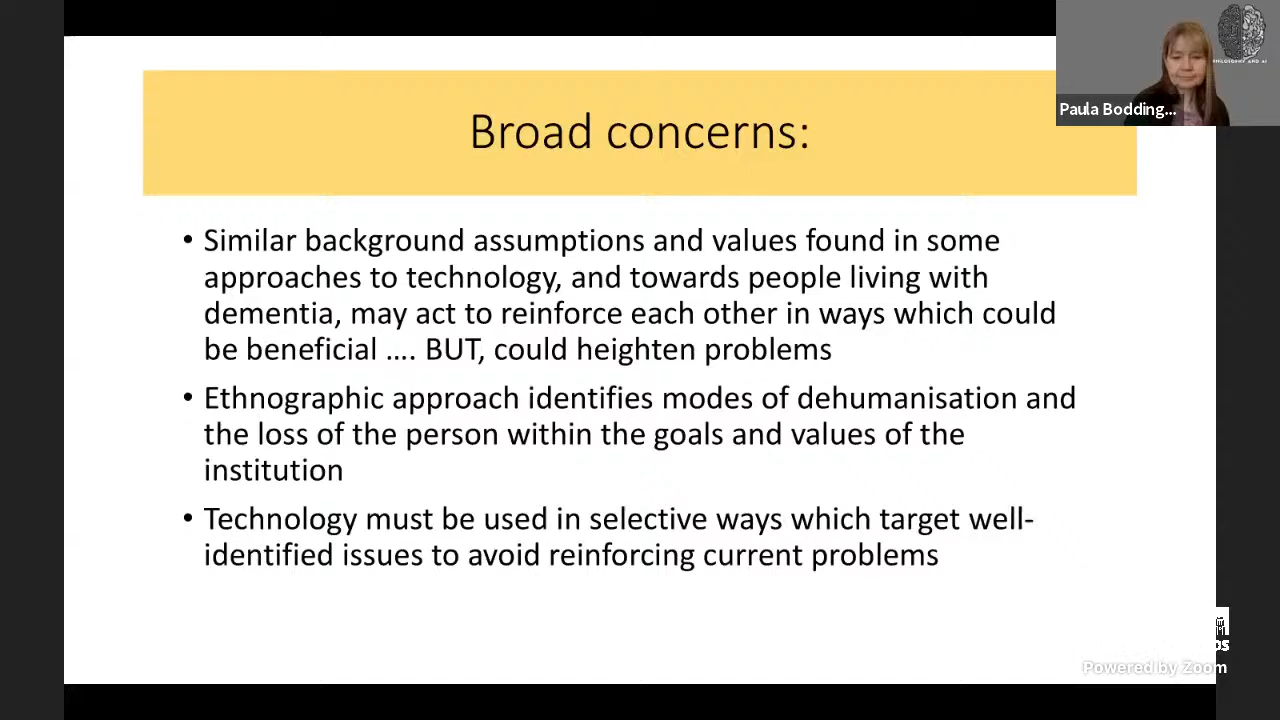 PHILOSOPHY AND AI
Paula Bodding...
Broad concerns:
• Similar background assumptions and values found in some
approaches to technology, and towards people living with
dementia, may act to reinforce each other in ways which could
be beneficial .... BUT, could heighten problems
• Ethnographic approach identifies modes of dehumanisation and
the loss of the person within the goals and values of the
institution
• Technology must be used in selective ways which target well-
identified issues to avoid reinforcing current problems
Powered by Zoom